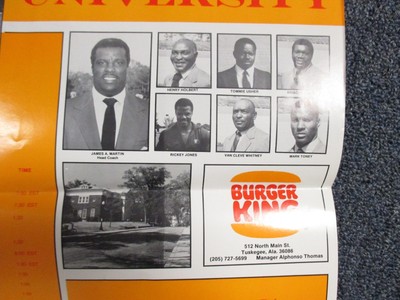 UNIVERSITY
HENRY HOLBERT
TOMMIE USHER
JAMES A. MARTIN
Head Coach
RICKEY JONES
VAN CLEVE WHITNEY
MARK TONEY
TIME
BURGER
KING
512 North Main St.
Tuskegee, Ala. 36088
(205) 727-5699 Manager Alphonso Thomas